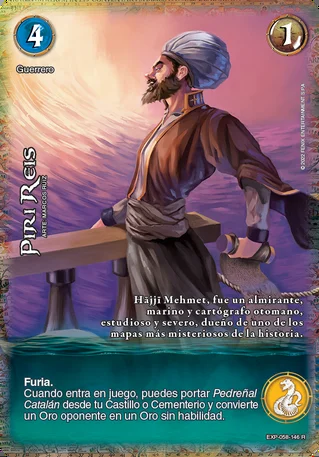 4
1
Guerrero
© 2022 FENIX ENTERTAINMENT S.P.A
Piri Reis
ARTE: MARCOS RUIZ
Hājjī Mehmet, fue un almirante,
marino y cartógrafo otomano,
estudioso y severo, dueño de uno de los
mapas más misteriosos de la historia.
Furia.
Cuando entra en juego, puedes portar Pedreñal
Catalán desde tu Castillo o Cementerio y convierte
un Oro oponente en un Oro sin habilidad.
EXP-058-146 R